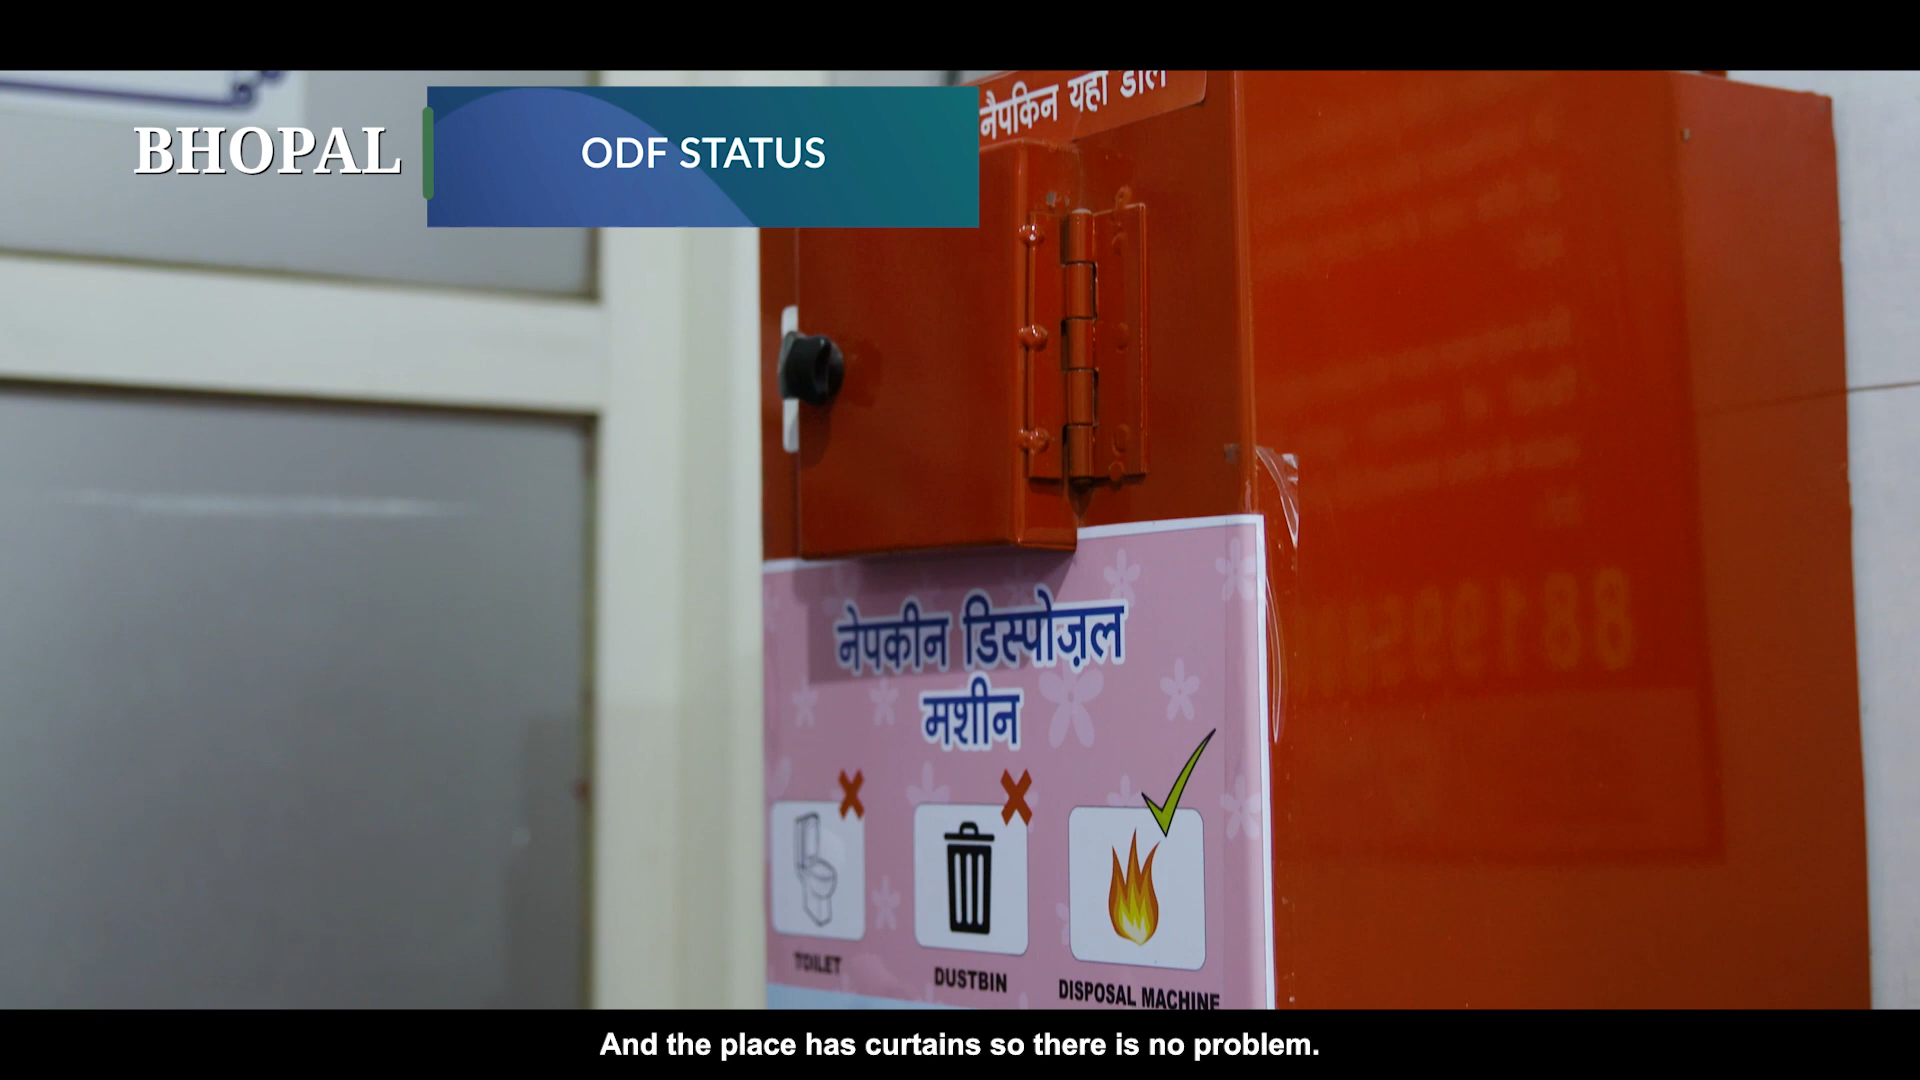 BHOPAL
ODF STATUS
नैपकिन यहाँ डालें
नेपकीन डिस्पोज़ल
मशीन
TOILET
DUSTBIN
DISPOSAL MACHINE
And the place has curtains so there is no problem.